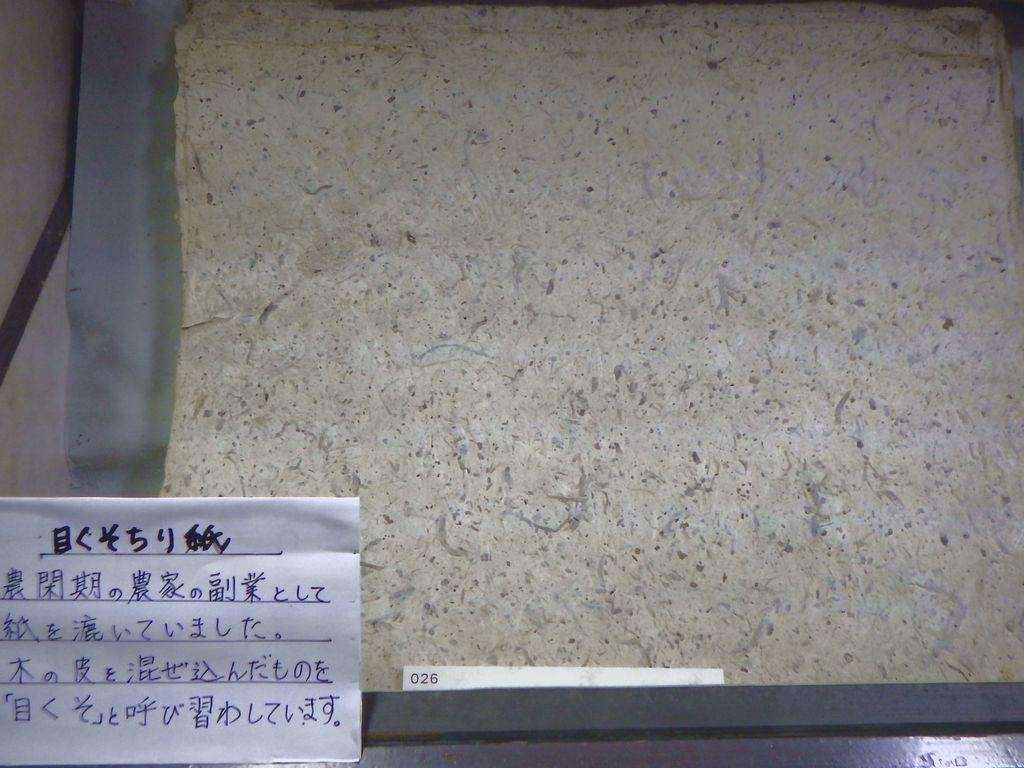 目くそちり紙
農閑期の農家の副業として
紙を漉いていました。
木の皮を混ぜ込んだものを
「目くそ」と呼び習わしています。
026